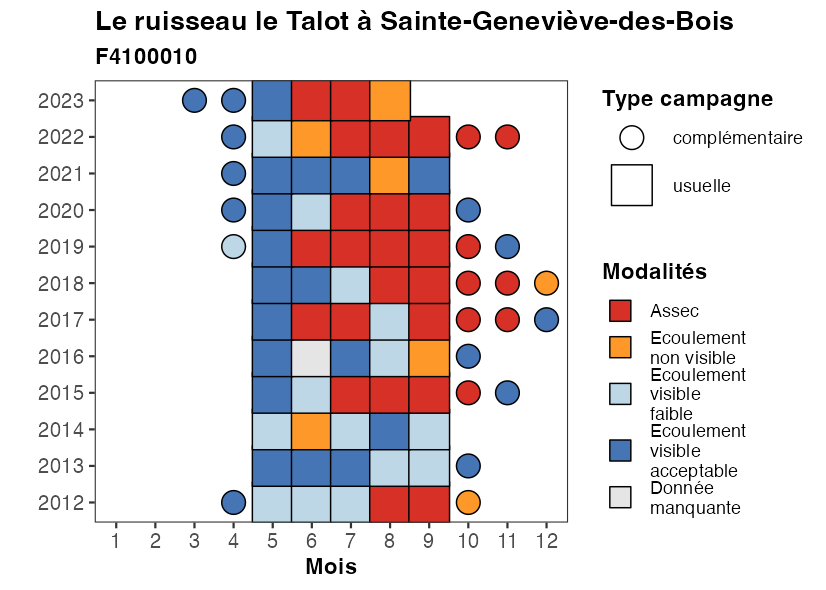 Le ruisseau le Talot à Sainte-Geneviève-des-Bois
F4100010
2023
2022
2021
2020
2019
2018
2017
2016
2015
2014
2013
2012
1 2 3 4 5 6 7 8 9 10 11 12
Mois
Type campagne
complémentaire
usuelle
Modalités
Assec
Ecoulement
non visible
Ecoulement
visible
faible
Ecoulement
visible
acceptable
Donnée
manquante